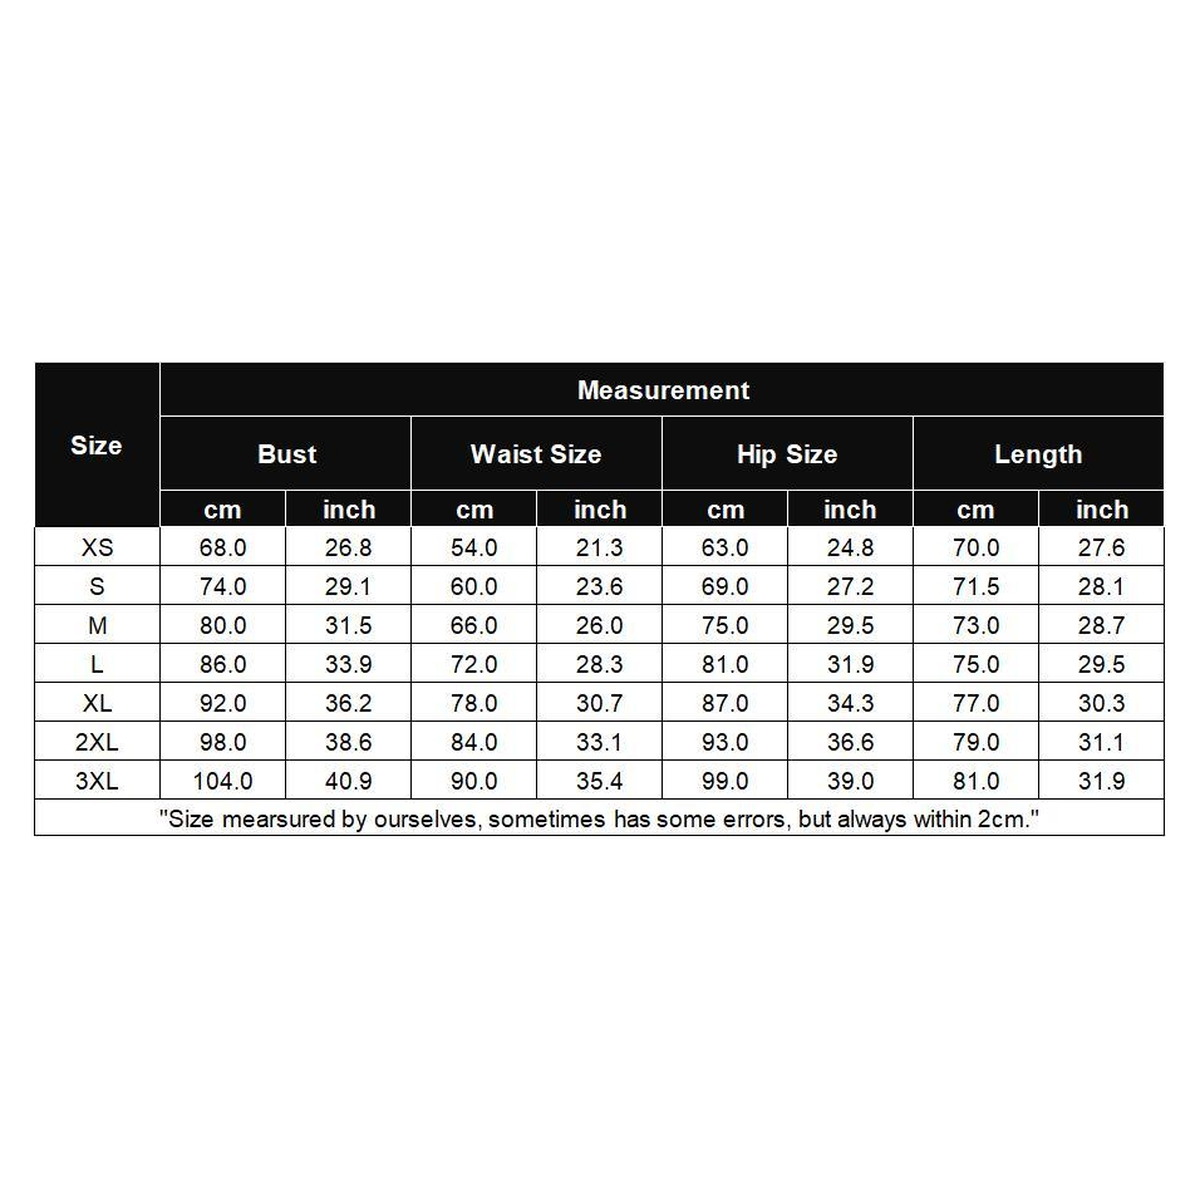 Size
Measurement
Bust Waist Size Hip Size Length
cm inch cm inch cm inch cm inch
XS 68.0 26.8 54.0 21.3 63.0 24.8 70.0 27.6
S 74.0 29.1 60.0 23.6 69.0 27.2 71.5 28.1
M 80.0 31.5 66.0 26.0 75.0 29.5 73.0 28.7
L 86.0 33.9 72.0 28.3 81.0 31.9 75.0 29.5
XL 92.0 36.2 78.0 30.7 87.0 34.3 77.0 30.3
2XL 98.0 38.6 84.0 33.1 93.0 36.6 79.0 31.1
3XL 104.0 40.9 90.0 35.4 99.0 39.0 81.0 31.9
"Size mearsured by ourselves, sometimes has some errors, but always within 2cm."